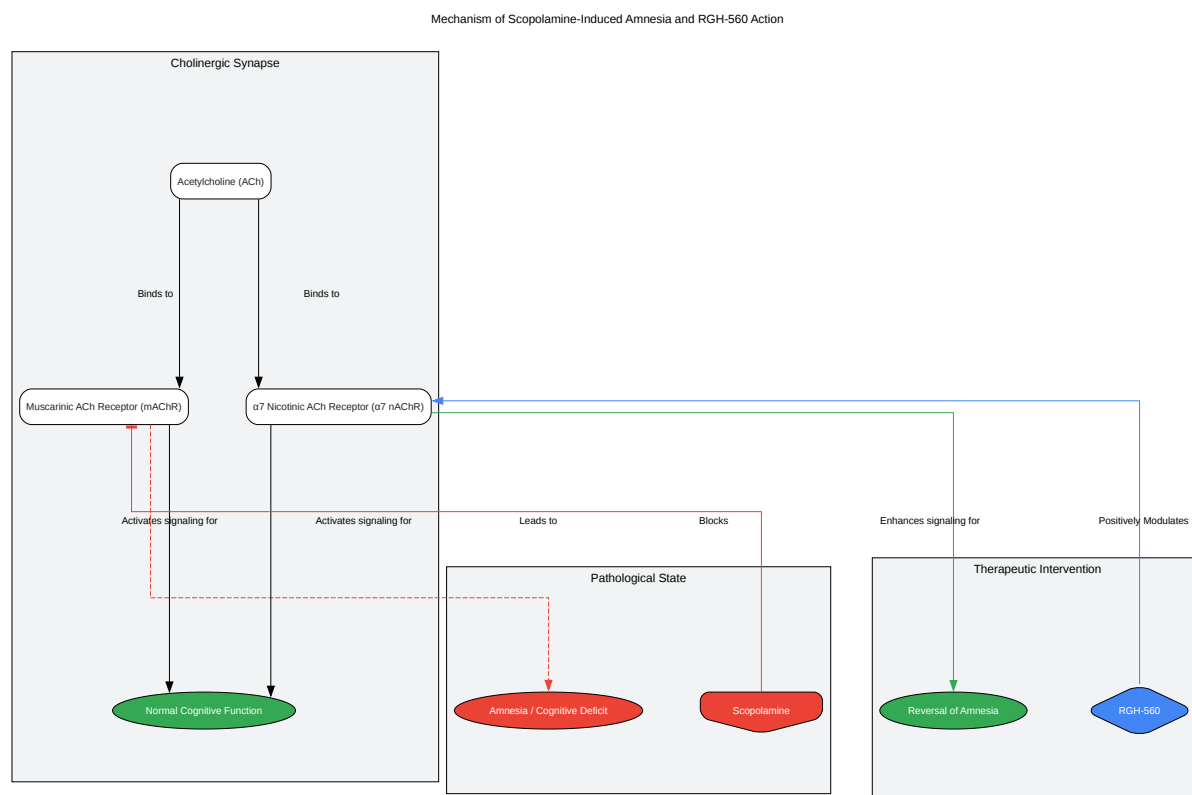 Mechanism of Scopolamine-Induced Amnesia and RGH-560 Action
Cholinergic Synapse
Acetylcholine (ACh)
Binds to
Binds to
Muscarinic ACh Receptor (mAChR)
α7 Nicotinic ACh Receptor (α7 nAChR)
Activates signaling for
Activates signaling for
Leads to
Blocks
Enhances signaling for
Positively Modulates
Pathological State
Therapeutic Intervention
Normal Cognitive Function
Amnesia / Cognitive Deficit
Scopolamine
Reversal of Amnesia
RGH-560